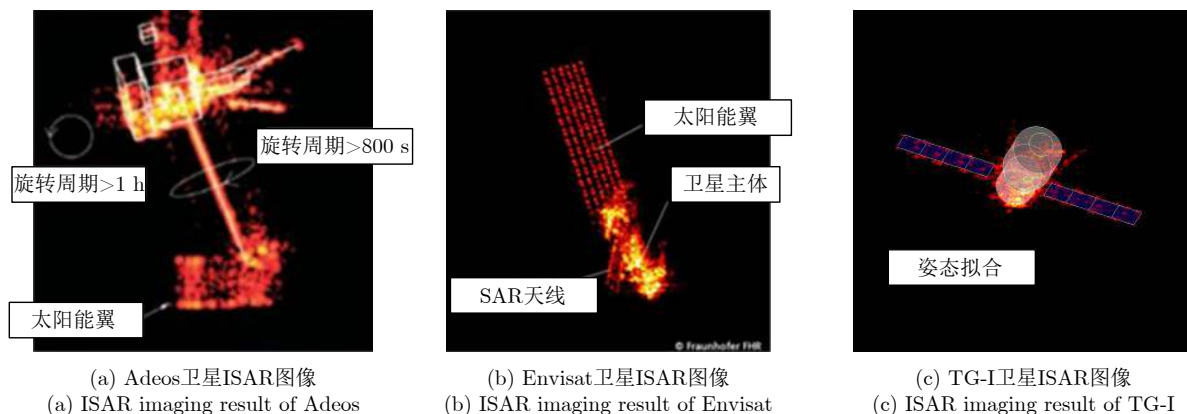 旋转周期>800 s
旋转周期>1 h
太阳能翼
太阳能翼
卫星主体
SAR天线
© Fraunhofer FHR
姿态拟合
(a) Adeos卫星ISAR图像
(a) ISAR imaging result of Adeos
(b) Envisat卫星ISAR图像
(b) ISAR imaging result of Envisat
(c) TG-I卫星ISAR图像
(c) ISAR imaging result of TG-I